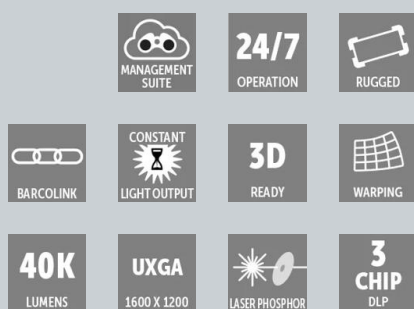 MANAGEMENT
SUITE
24/7
OPERATION
RUGGED
BARCOLINK
CONSTANT
LIGHT OUTPUT
3D
READY
WARPING
40K
LUMENS
UXGA
1600 X 1200
LASER PHOSPHOR
3
CHIP
DLP